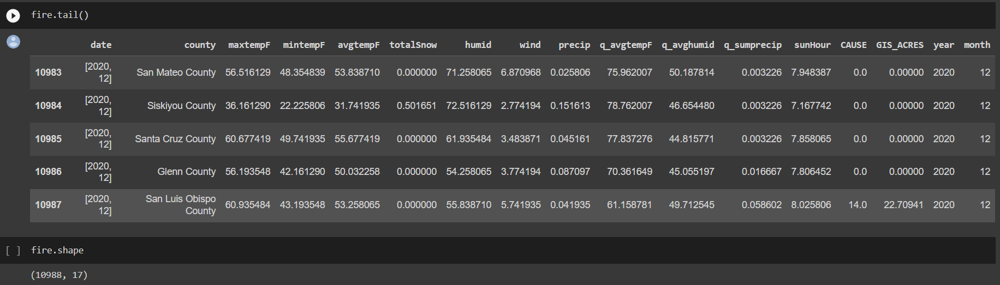 fire.tail()
date county maxtempF mintempF avgtempF totalSnow humid wind precip q_avgtempF q_avghumid q_sumprecip sunHour CAUSE GIS_ACRES year month
10983 [2020, 12] San Mateo County 56.516129 48.354839 53.838710 0.000000 71.258065 6.870968 0.025806 75.962007 50.187814 0.003226 7.948387 0.0 0.00000 2020 12
10984 [2020, 12] Siskiyou County 36.161290 22.225806 31.741935 0.501651 72.516129 2.774194 0.151613 78.762007 46.654480 0.003226 7.167742 0.0 0.00000 2020 12
10985 [2020, 12] Santa Cruz County 60.677419 49.741935 55.677419 0.000000 61.935484 3.483871 0.045161 77.837276 44.815771 0.003226 7.858065 0.0 0.00000 2020 12
10986 [2020, 12] Glenn County 56.193548 42.161290 50.032258 0.000000 54.258065 3.774194 0.087097 70.361649 45.055197 0.016667 7.806452 0.0 0.00000 2020 12
10987 [2020, 12] San Luis Obispo County 60.935484 43.193548 53.258065 0.000000 55.838710 5.741935 0.041935 61.158781 49.712545 0.058602 8.025806 14.0 22.70941 2020 12
[ ] fire.shape
(10988, 17)